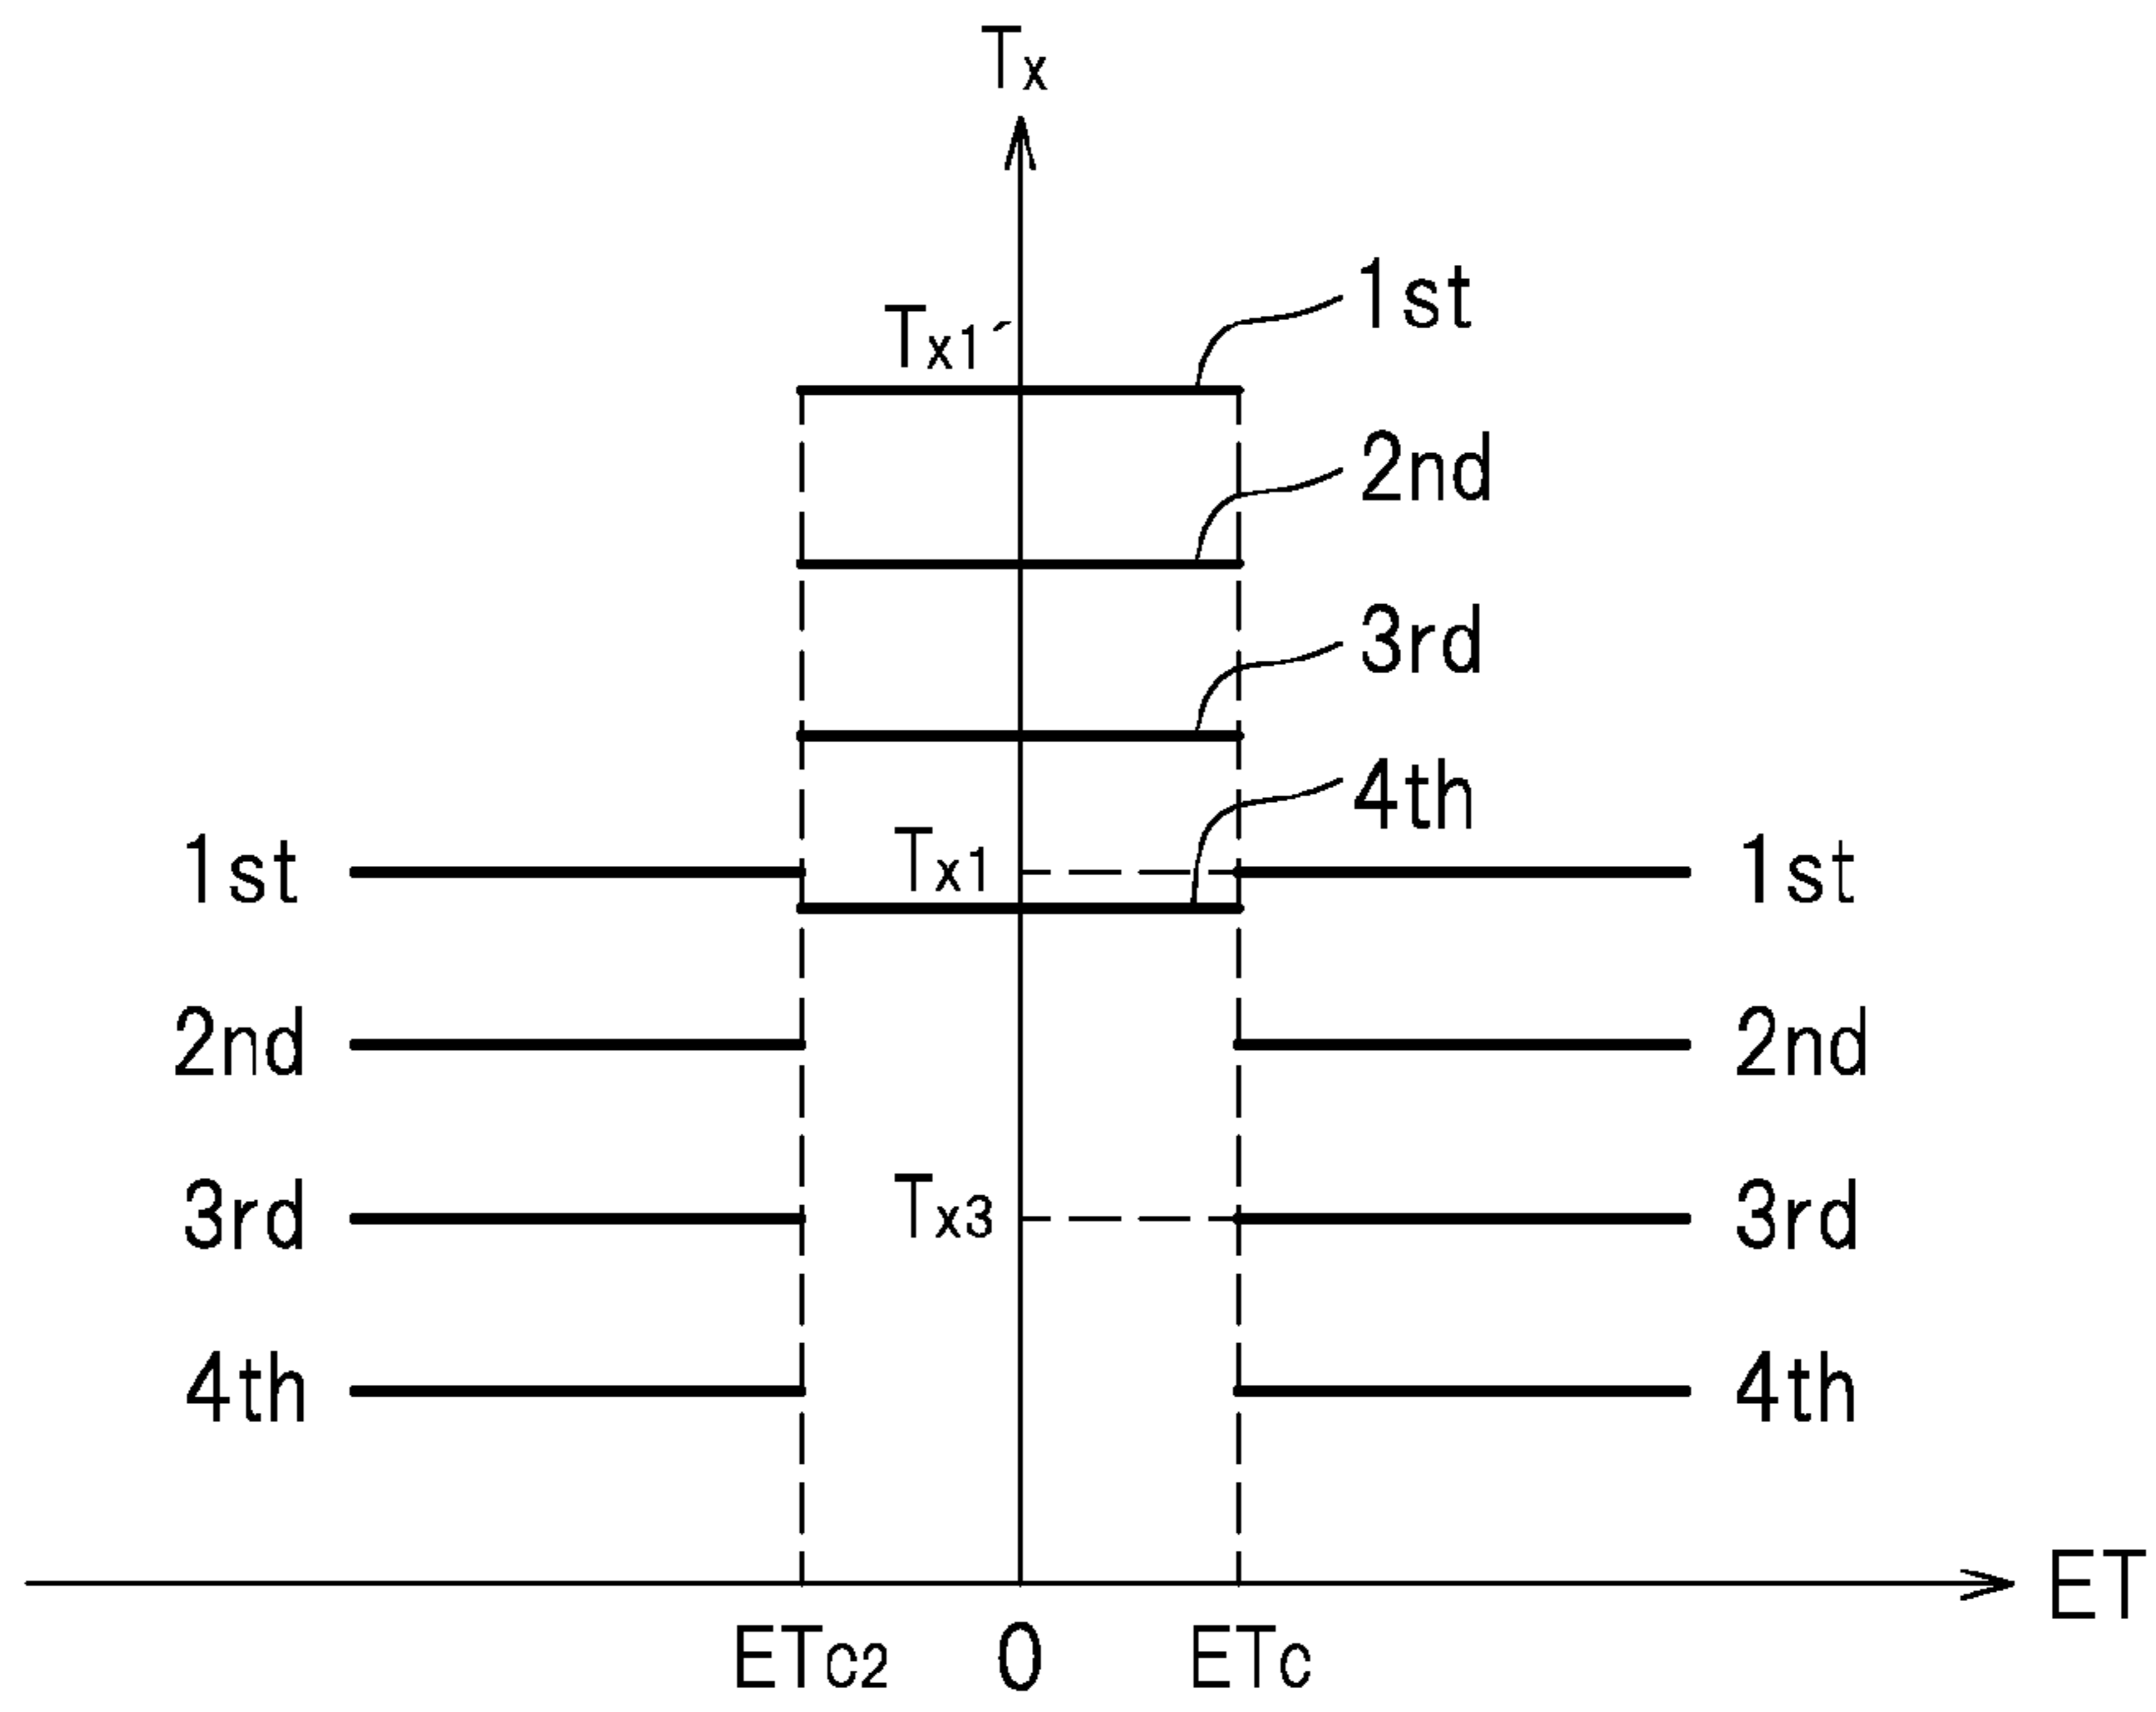 Tx
1st
Tx1´
2nd
3rd
4th
1st Tx1 1st
2nd 2nd
3rd Tx3 3rd
4th 4th
ET
ETc2 0 ETc